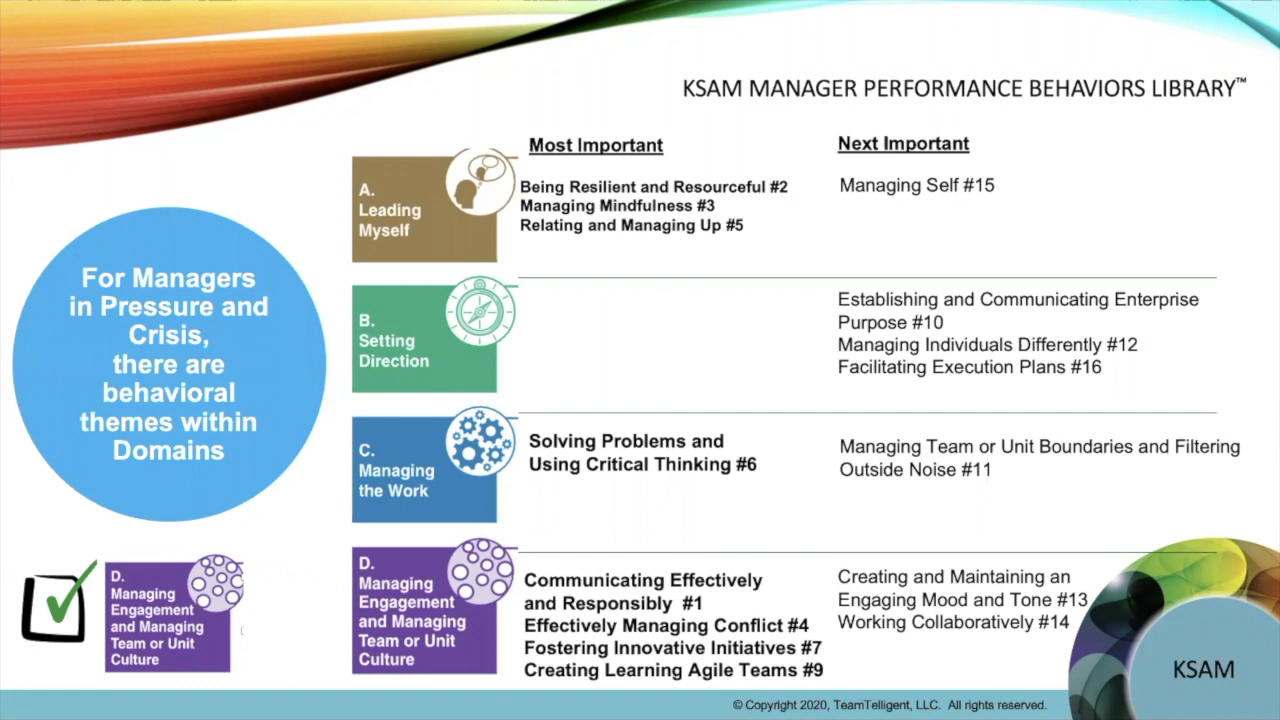 KSAM MANAGER PERFORMANCE BEHAVIORS LIBRARY™
Most Important
Next Important
For Managers
in Pressure and
Crisis,
there are
behavioral
themes within
Domains
A.
Leading
Myself
Being Resilient and Resourceful #2
Managing Mindfulness #3
Relating and Managing Up #5
Managing Self #15
B.
Setting
Direction
Establishing and Communicating Enterprise
Purpose #10
Managing Individuals Differently #12
Facilitating Execution Plans #16
C.
Managing
the Work
Solving Problems and
Using Critical Thinking #6
Managing Team or Unit Boundaries and Filtering
Outside Noise #11
D.
Managing
Engagement
and Managing
Team or Unit
Culture
D.
Managing
Engagement
and Managing
Team or Unit
Culture
Communicating Effectively
and Responsibly #1
Effectively Managing Conflict #4
Fostering Innovative Initiatives #7
Creating Learning Agile Teams #9
Creating and Maintaining an
Engaging Mood and Tone #13
Working Collaboratively #14
KSAM
© Copyright 2020, TeamTelligent, LLC. All rights reserved.